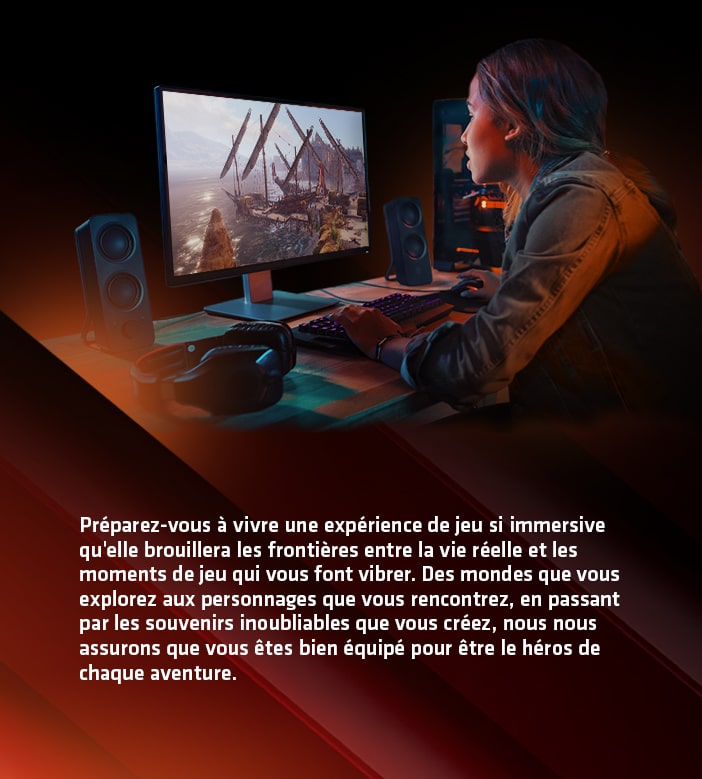 Préparez-vous à vivre une expérience de jeu si immersive
qu'elle brouillera les frontières entre la vie réelle et les
moments de jeu qui vous font vibrer. Des mondes que vous
explorez aux personnages que vous rencontrez, en passant
par les souvenirs inoubliables que vous créez, nous nous
assurons que vous êtes bien équipé pour être le héros de
chaque aventure.